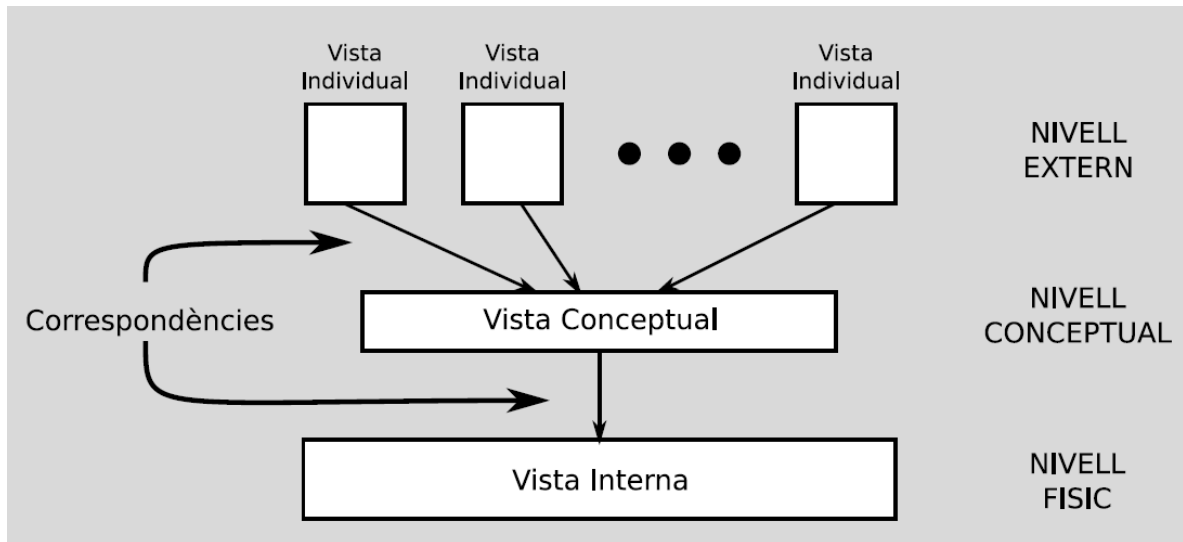 Vista
Individual
Vista
Individual
Vista
Individual
NIVELL
EXTERN
Correspondències
Vista Conceptual
NIVELL
CONCEPTUAL
Vista Interna
NIVELL
FISIC